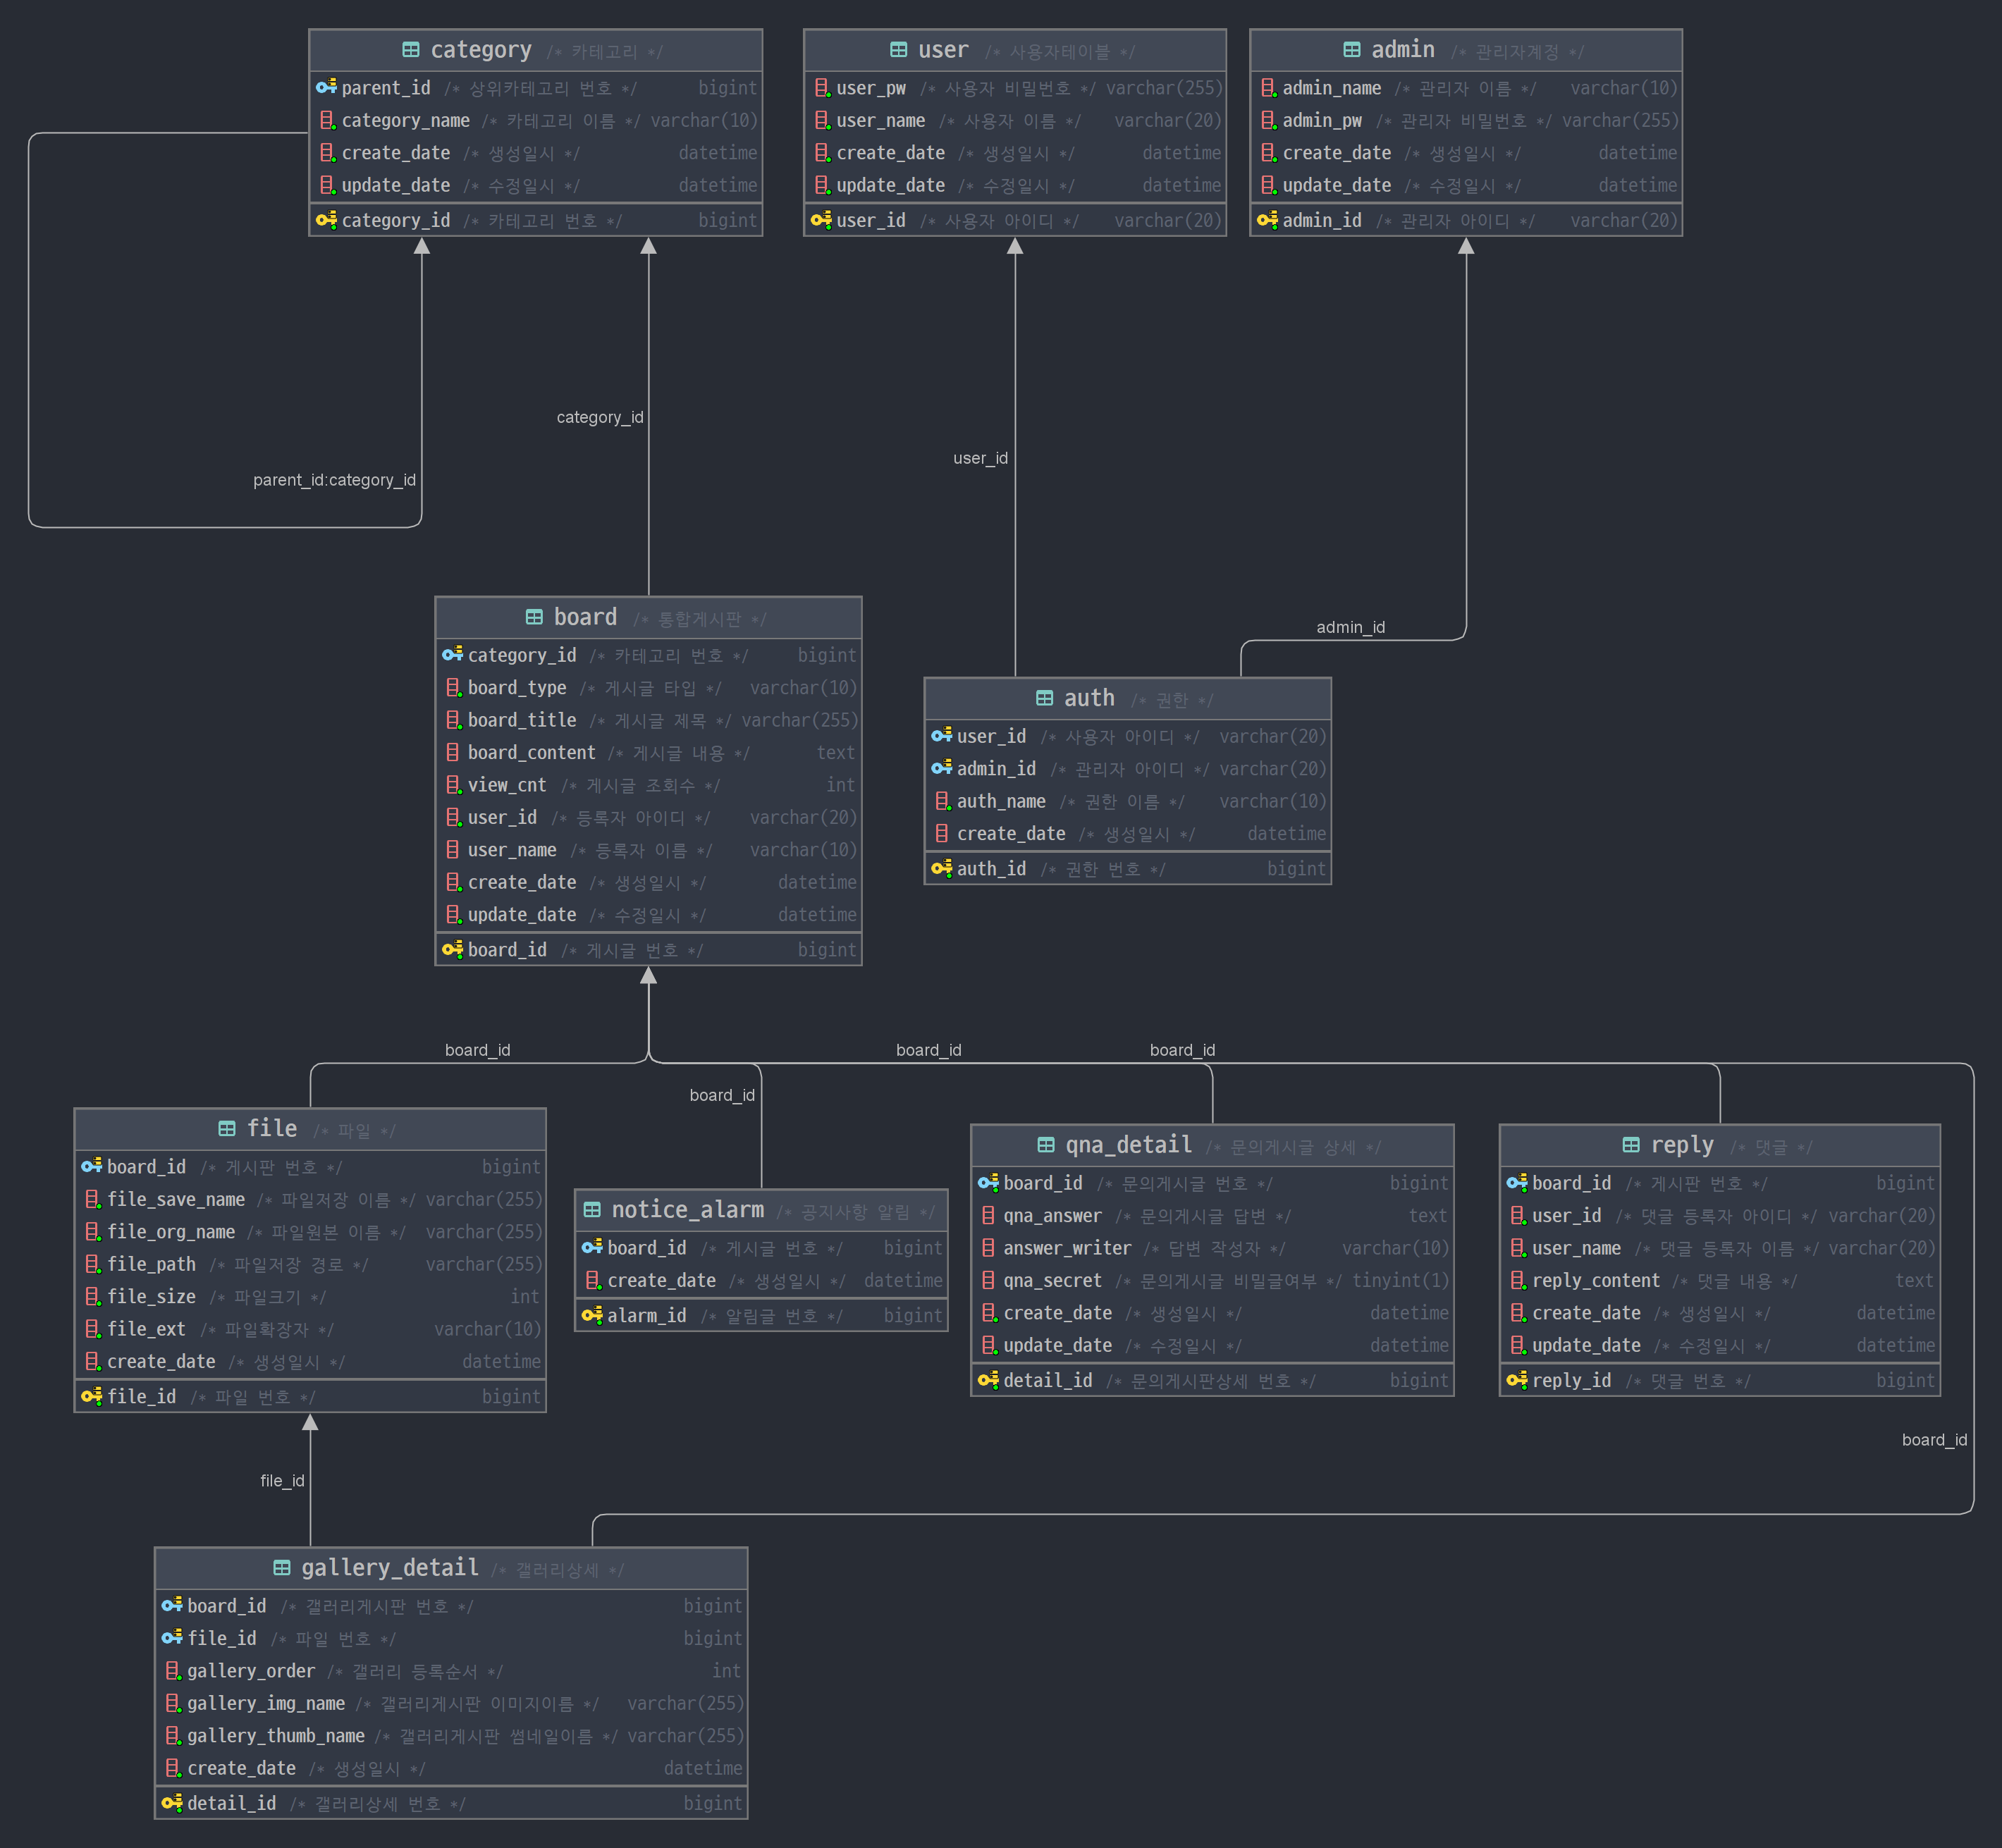 category /* 카테고리 */
parent_id /* 상위카테고리 번호 */ bigint
category_name /* 카테고리 이름 */ varchar(10)
create_date /* 생성일시 */ datetime
update_date /* 수정일시 */ datetime
category_id /* 카테고리 번호 */ bigint
user /* 사용자테이블 */
user_pw /* 사용자 비밀번호 */ varchar(255)
user_name /* 사용자 이름 */ varchar(20)
create_date /* 생성일시 */ datetime
update_date /* 수정일시 */ datetime
user_id /* 사용자 아이디 */ varchar(20)
admin /* 관리자계정 */
admin_name /* 관리자 이름 */ varchar(10)
admin_pw /* 관리자 비밀번호 */ varchar(255)
create_date /* 생성일시 */ datetime
update_date /* 수정일시 */ datetime
admin_id /* 관리자 아이디 */ varchar(20)
category_id
user_id
parent_id:category_id
admin_id
board /* 통합게시판 */
category_id /* 카테고리 번호 */ bigint
board_type /* 게시글 타입 */ varchar(10)
board_title /* 게시글 제목 */ varchar(255)
board_content /* 게시글 내용 */ text
view_cnt /* 게시글 조회수 */ int
user_id /* 등록자 아이디 */ varchar(20)
user_name /* 등록자 이름 */ varchar(10)
create_date /* 생성일시 */ datetime
update_date /* 수정일시 */ datetime
board_id /* 게시글 번호 */ bigint
auth /* 권한 */
user_id /* 사용자 아이디 */ varchar(20)
admin_id /* 관리자 아이디 */ varchar(20)
auth_name /* 권한 이름 */ varchar(10)
create_date /* 생성일시 */ datetime
auth_id /* 권한 번호 */ bigint
board_id
board_id
board_id
board_id
file /* 파일 */
board_id /* 게시판 번호 */ bigint
file_save_name /* 파일저장 이름 */ varchar(255)
file_org_name /* 파일원본 이름 */ varchar(255)
file_path /* 파일저장 경로 */ varchar(255)
file_size /* 파일크기 */ int
file_ext /* 파일확장자 */ varchar(10)
create_date /* 생성일시 */ datetime
file_id /* 파일 번호 */ bigint
notice_alarm /* 공지사항 알림 */
board_id /* 게시글 번호 */ bigint
create_date /* 생성일시 */ datetime
alarm_id /* 알림글 번호 */ bigint
qna_detail /* 문의게시글 상세 */
board_id /* 문의게시글 번호 */ bigint
qna_answer /* 문의게시글 답변 */ text
answer_writer /* 답변 작성자 */ varchar(10)
qna_secret /* 문의게시글 비밀글여부 */ tinyint(1)
create_date /* 생성일시 */ datetime
update_date /* 수정일시 */ datetime
detail_id /* 문의게시판상세 번호 */ bigint
reply /* 댓글 */
board_id /* 게시판 번호 */ bigint
user_id /* 댓글 등록자 아이디 */ varchar(20)
user_name /* 댓글 등록자 이름 */ varchar(20)
reply_content /* 댓글 내용 */ text
create_date /* 생성일시 */ datetime
update_date /* 수정일시 */ datetime
reply_id /* 댓글 번호 */ bigint
board_id
file_id
gallery_detail /* 갤러리상세 */
board_id /* 갤러리게시판 번호 */ bigint
file_id /* 파일 번호 */ bigint
gallery_order /* 갤러리 등록순서 */ int
gallery_img_name /* 갤러리게시판 이미지이름 */ varchar(255)
gallery_thumb_name /* 갤러리게시판 썸네일이름 */ varchar(255)
create_date /* 생성일시 */ datetime
detail_id /* 갤러리상세 번호 */ bigint